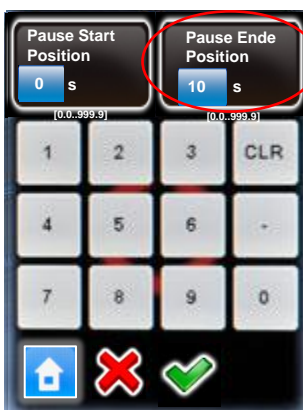 Pause Start
Position
0 s
[0.0..999.9]
Pause Ende
Position
10 s
[0.0..999.9]
1 2 3 CLR
4 5 6 -
7 8 9 0